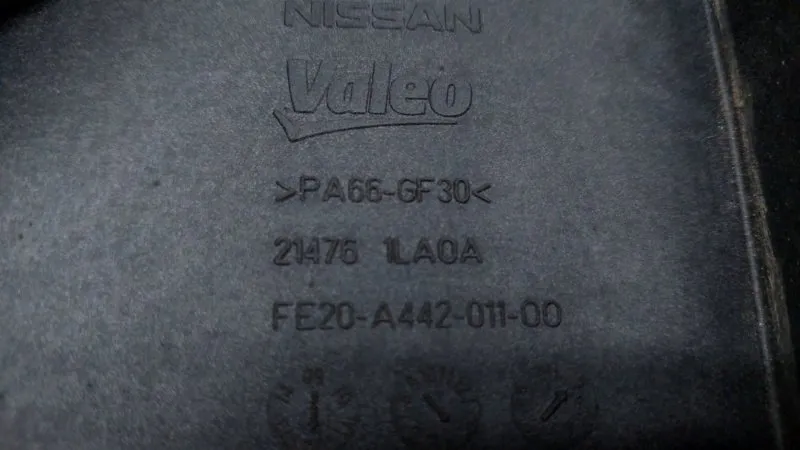 NISSAN
Valeo
>PA66-GF30<
21476 1LA0A
FE20-A442-011-00